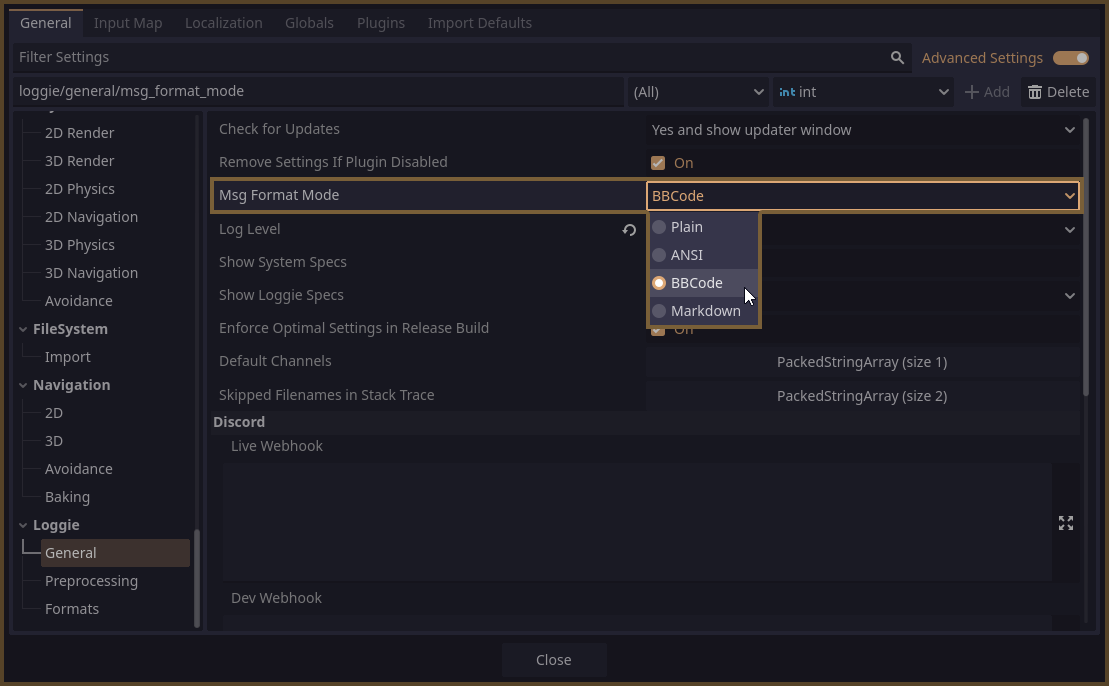 General Input Map Localization Globals Plugins Import Defaults
Filter Settings Advanced Settings
loggie/general/msg_format_mode (All) int int Add Delete
2D Render
3D Render
2D Physics
2D Navigation
3D Physics
3D Navigation
Avoidance
FileSystem
Import
Navigation
2D
3D
Avoidance
Baking
Loggie
General
Preprocessing
Formats
Check for Updates Yes and show updater window
Remove Settings If Plugin Disabled On
Msg Format Mode BBCode
Plain
ANSI
BBCode
Markdown
Log Level
Show System Specs
Show Loggie Specs
Enforce Optimal Settings in Release Build On
Default Channels PackedStringArray (size 1)
Skipped Filenames in Stack Trace PackedStringArray (size 2)
Discord
Live Webhook
Dev Webhook
Close